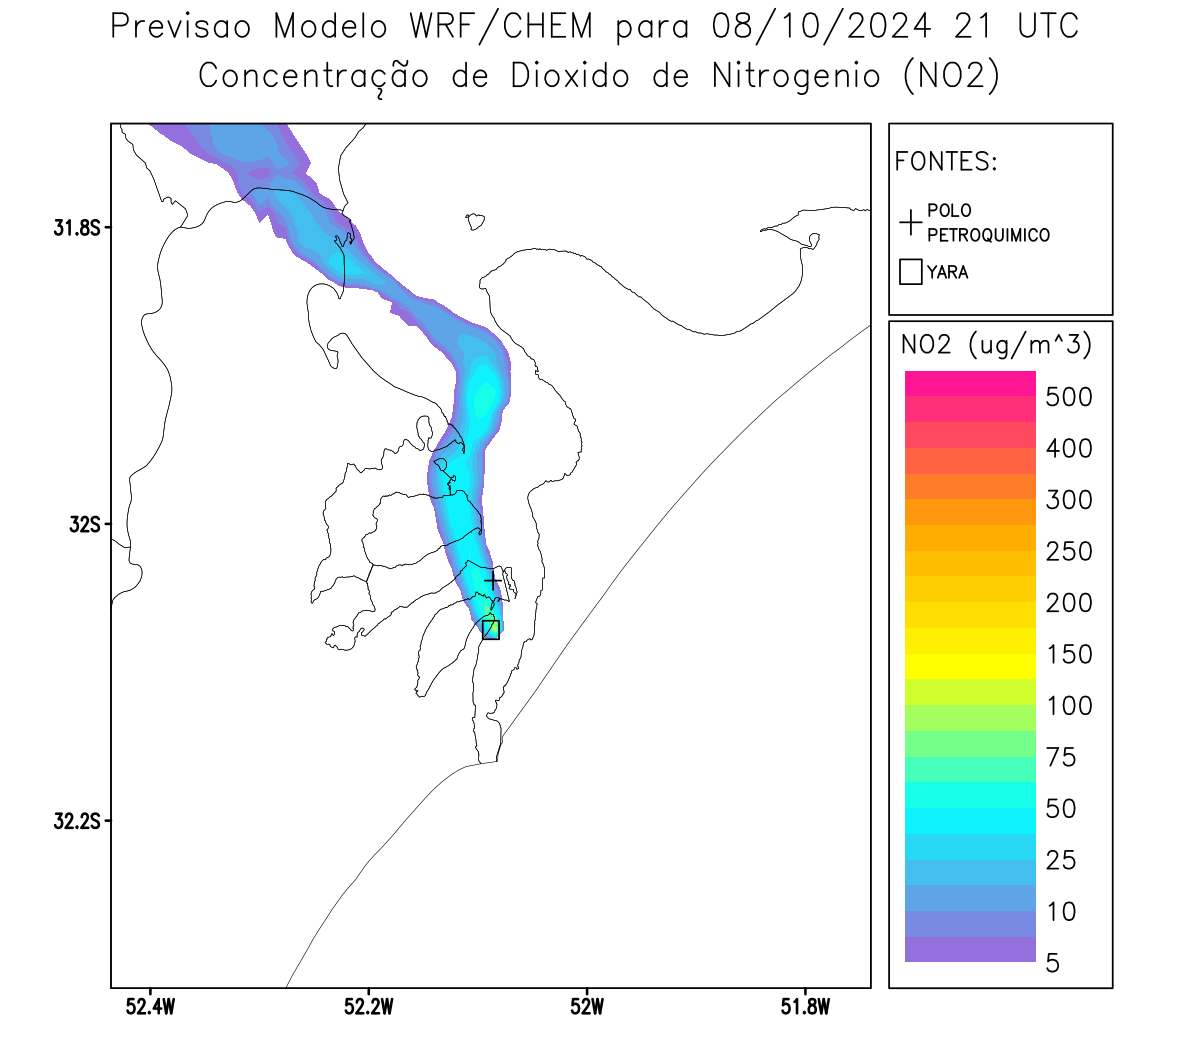 Previsao Modelo WRF/CHEM para 08/10/2024 21 UTC
Concentração de Dioxido de Nitrogenio (NO2)
FONTES:
POLO
PETROQUIMICO
YARA
NO2 (ug/m^3)
500
400
300
250
200
150
100
75
50
25
10
5
31.8S
32S
32.2S
52.4W
52.2W
52W
51.8W